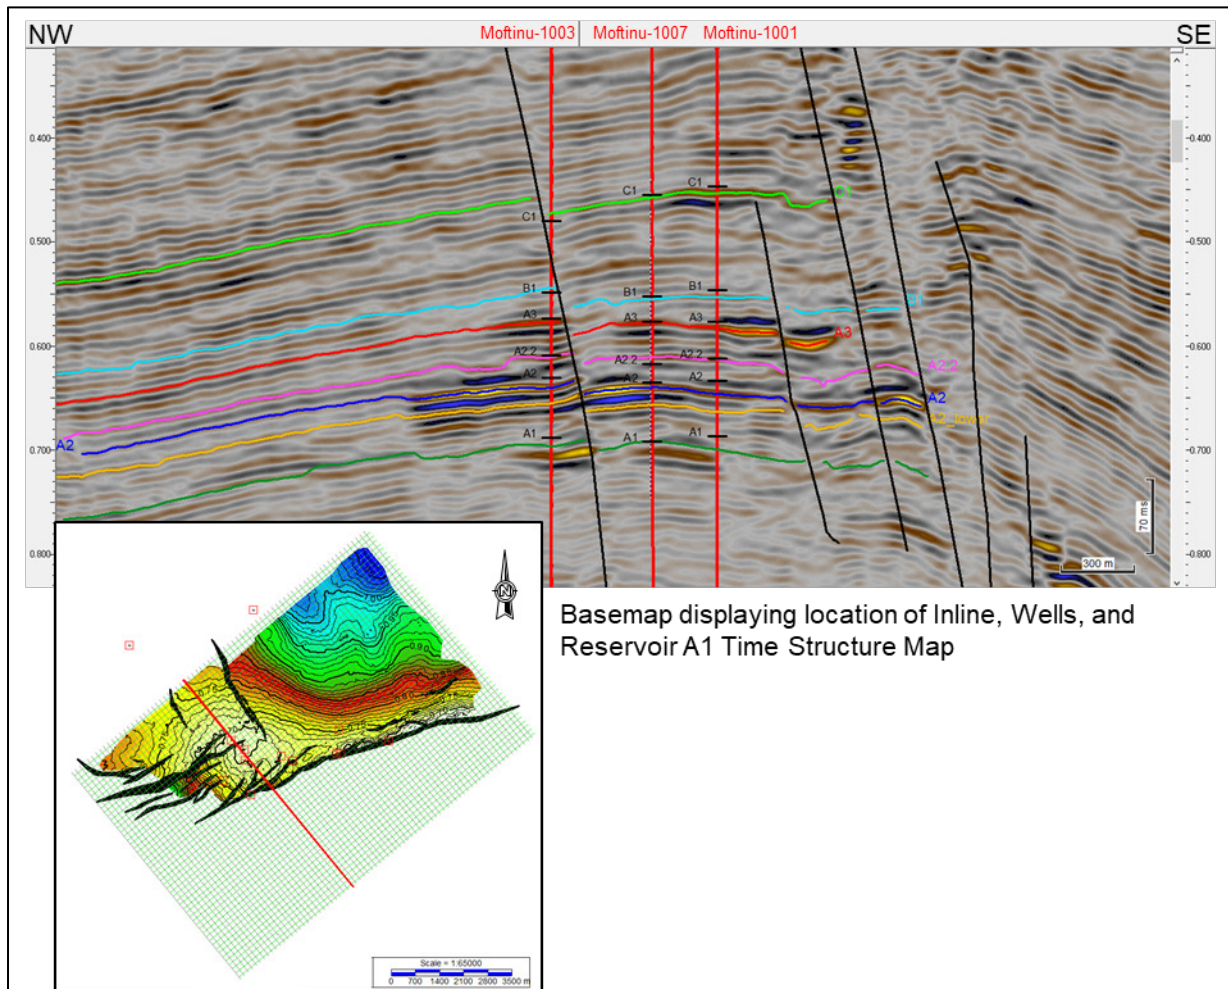 NW
Moftinu-1003
Moftinu-1007
Moftinu-1001
SE
0.400
0.500
0.600
0.700
0.800
-0.400
-0.500
-0.600
-0.700
-0.800
C1
C1
C1
C1
B1
B1
B1
B1
A3
A3
A3
A3
A2.2
A2.2
A2.2
A2.2
A2
A2
A2
A2
A2
A2_lower
A1
A1
A1
70 ms
300 m
N
Basemap displaying location of Inline, Wells, and
Reservoir A1 Time Structure Map
Scale = 1:65000
0 700 1400 2100 2800 3500 m